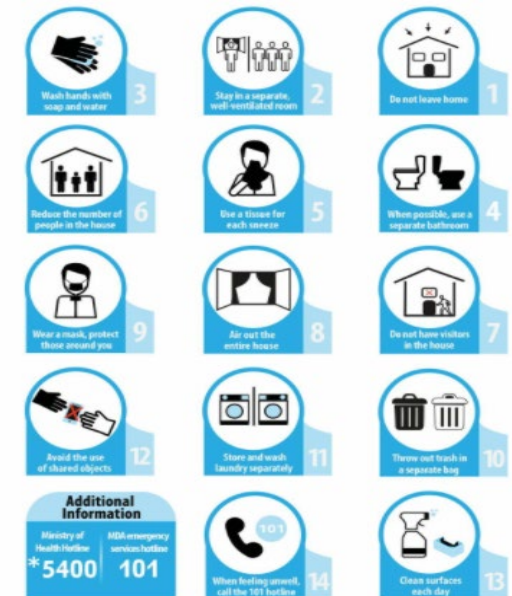 Wash hands with
soap and water
3
Stay in a separate,
well-ventilated room
2
Do not leave home
1
Reduce the number of
people in the house
6
Use a tissue for
each sneeze
5
When possible, use a
separate bathroom
4
Wear a mask, protect
those around you
9
Air out the
entire house
8
Do not have visitors
in the house
7
Avoid the use
of shared objects
12
Store and wash
laundry separately
11
Throw out trash in
a separate bag
10
Additional
Information
Ministry of
Health Hotline
*5400
MDA emergency
services hotline
101
101
When feeling unwell,
call the 101 hotline
14
Clean surfaces
each day
13